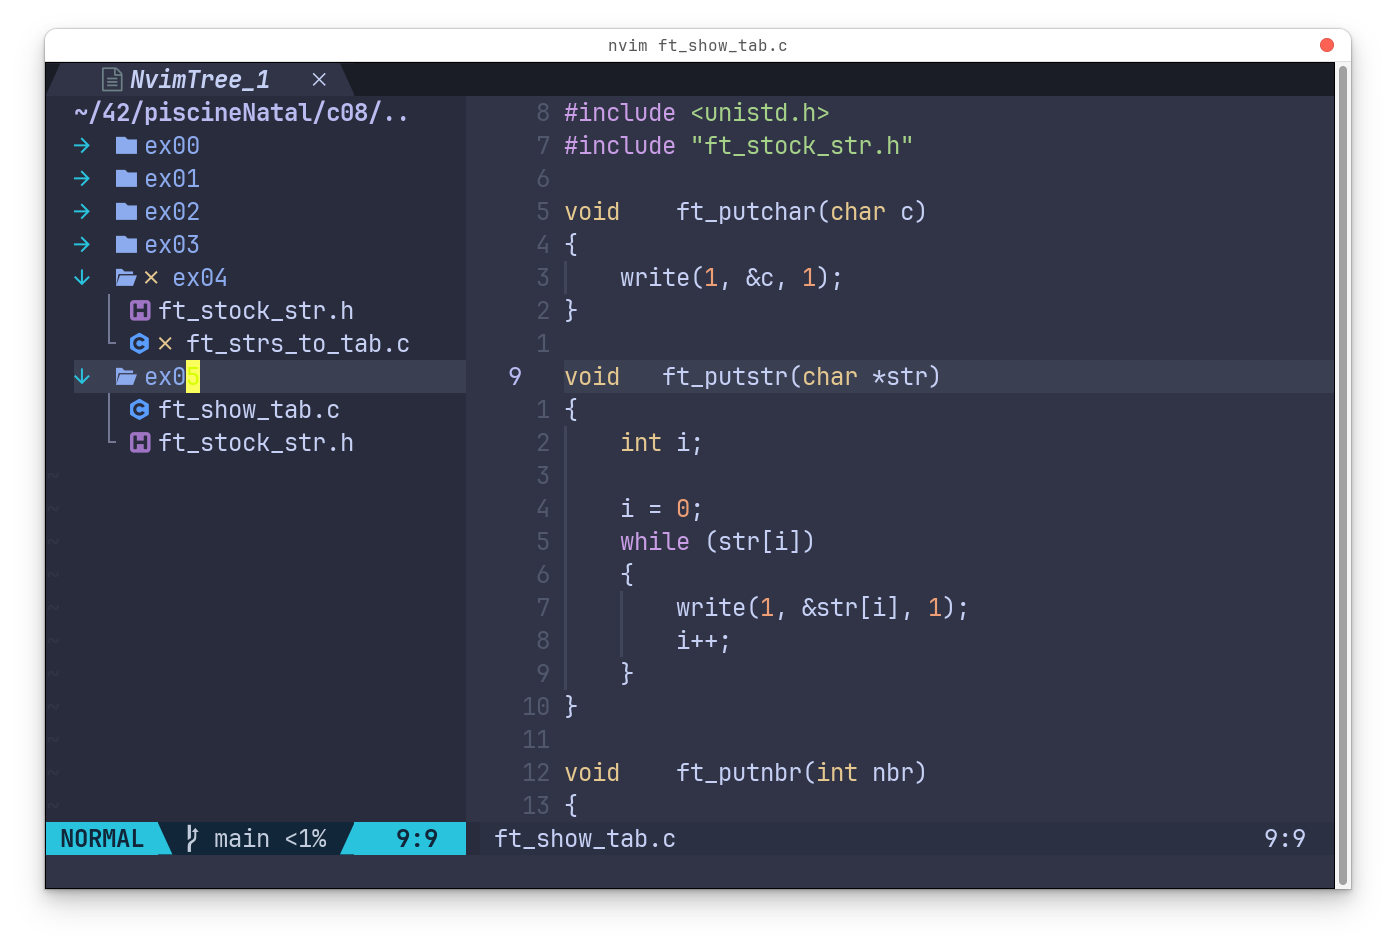 nvim ft_show_tab.c
NvimTree_1
~/42/piscineNatal/c08/..
ex00
ex01
ex02
ex03
ex04
ft_stock_str.h
ft_strs_to_tab.c
ex05
ft_show_tab.c
ft_stock_str.h
~
~
~
~
~
~
~
~
~
~
~
8 #include <unistd.h>
7 #include "ft_stock_str.h"
6
5 void    ft_putchar(char c)
4 {
3     write(1, &c, 1);
2 }
1
9 void   ft_putstr(char *str)
1 {
2     int i;
3
4     i = 0;
5     while (str[i])
6     {
7         write(1, &str[i], 1);
8         i++;
9     }
10 }
11
12 void    ft_putnbr(int nbr)
13 {
NORMAL main <1% 9:9 ft_show_tab.c 9:9